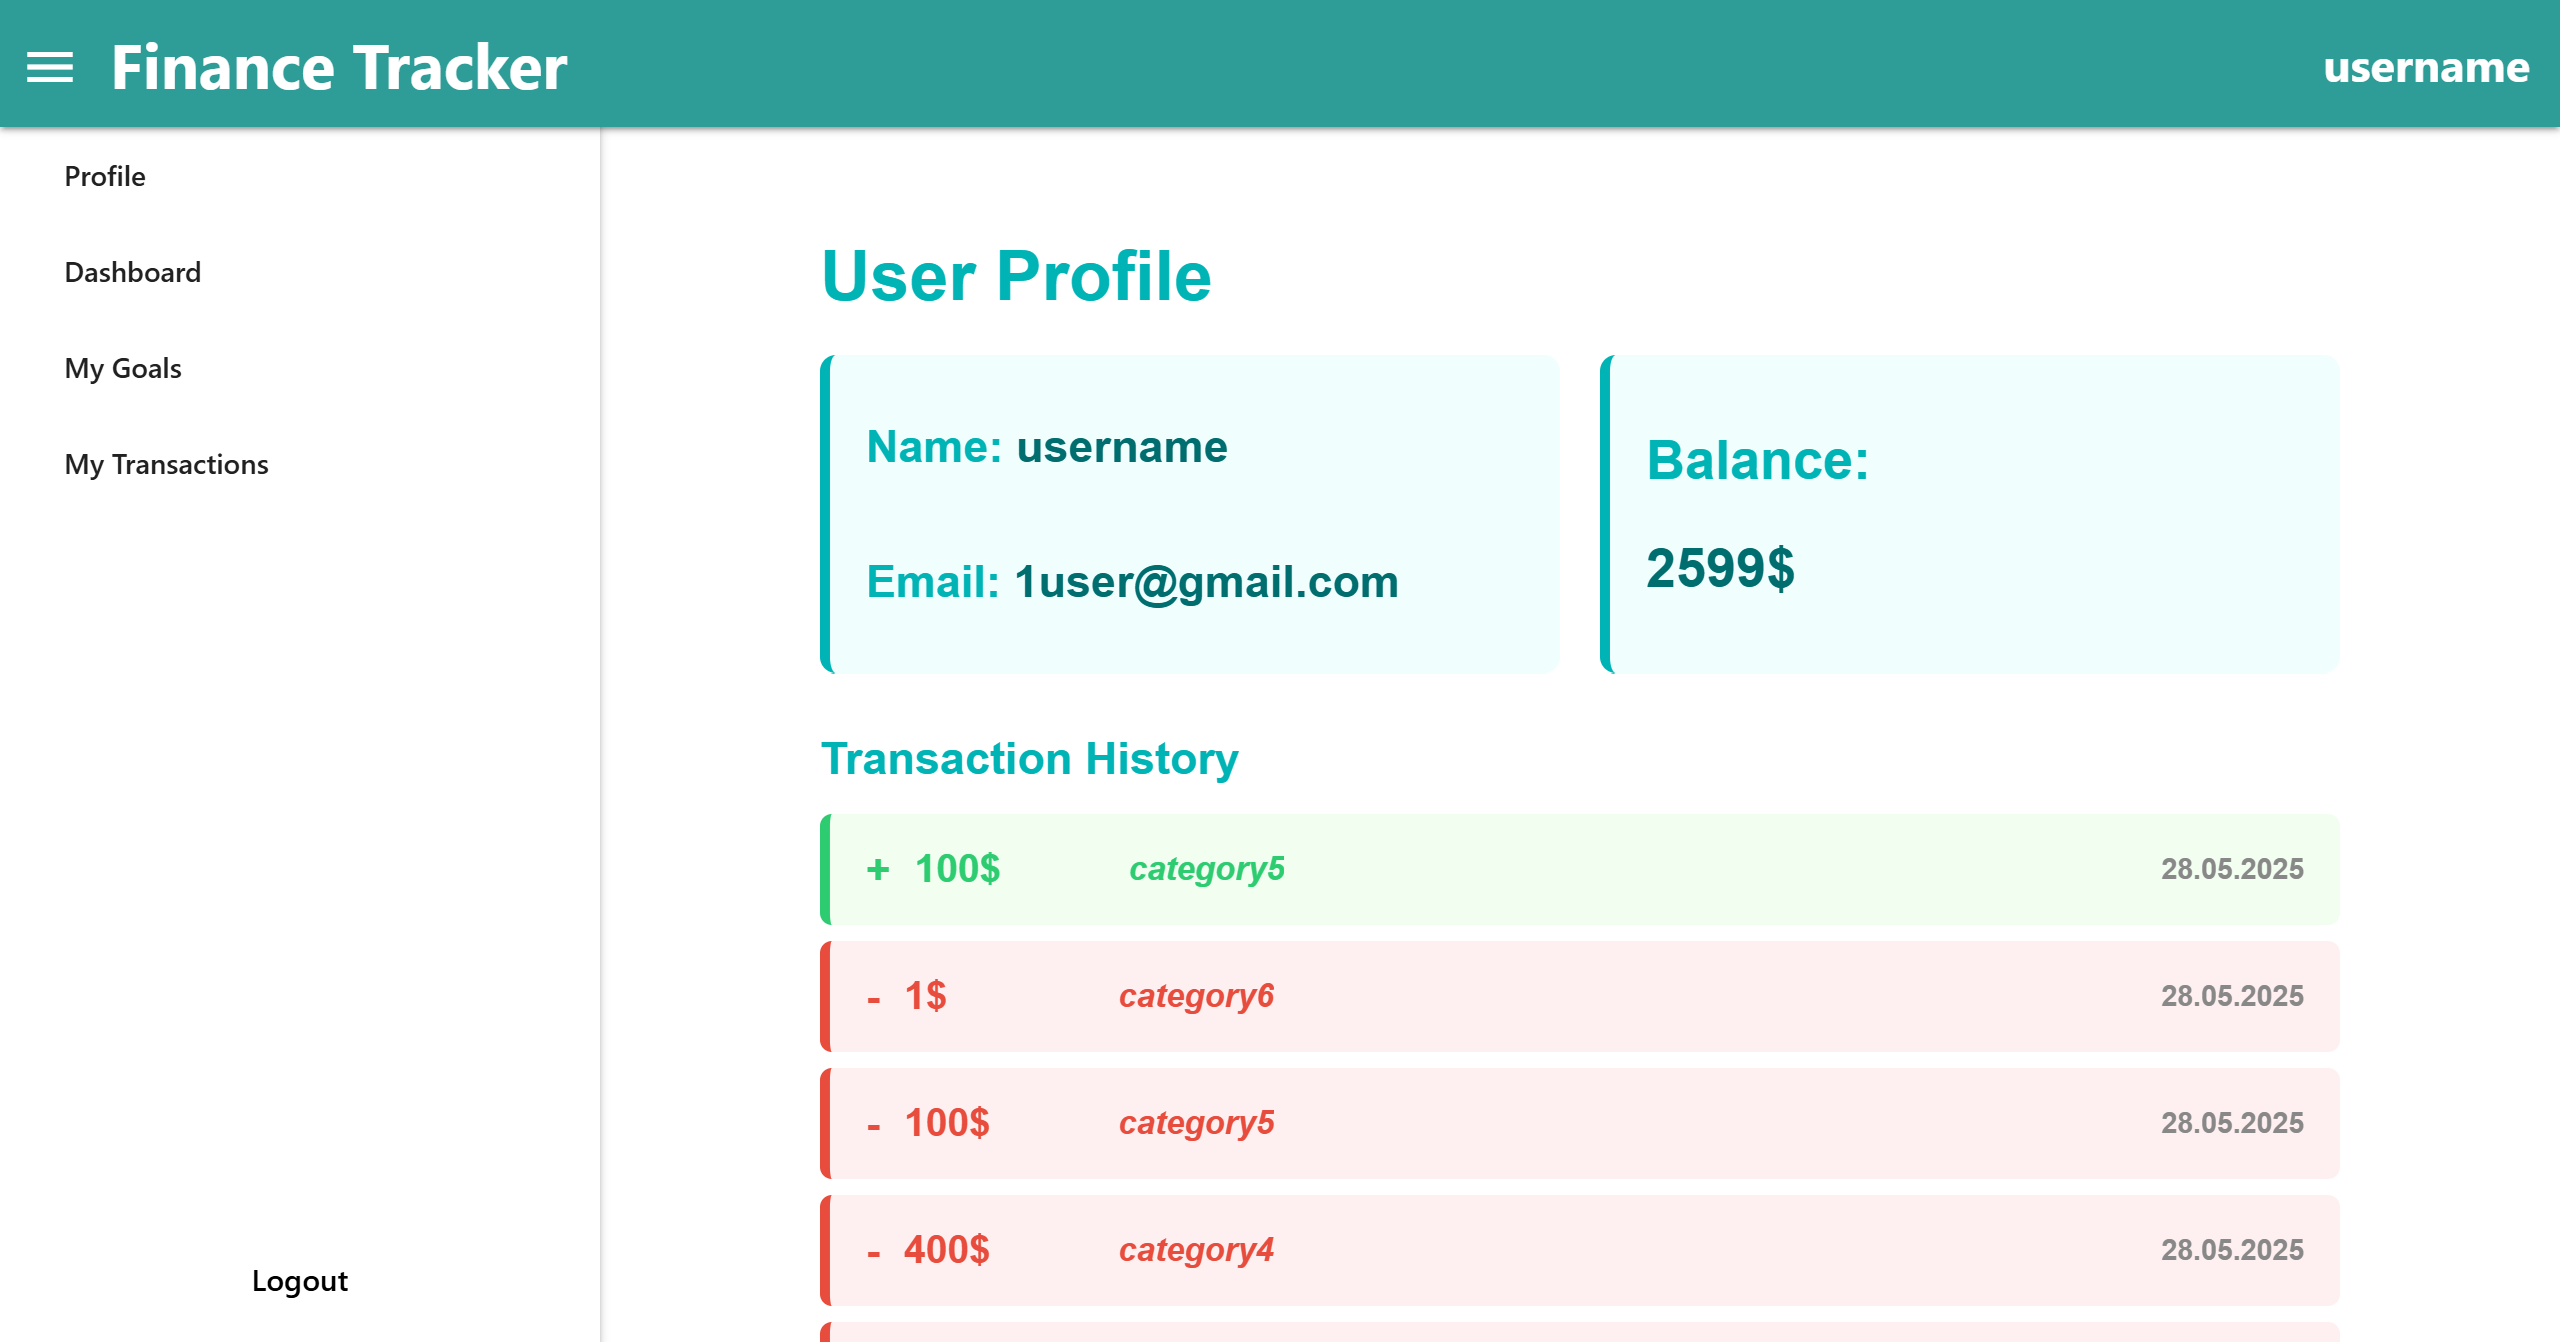 Finance Tracker
username
Profile
Dashboard
My Goals
My Transactions
Logout
User Profile
Name: username
Email: 1user@gmail.com
Balance:
2599$
Transaction History
+ 100$ category5 28.05.2025
- 1$ category6 28.05.2025
- 100$ category5 28.05.2025
- 400$ category4 28.05.2025